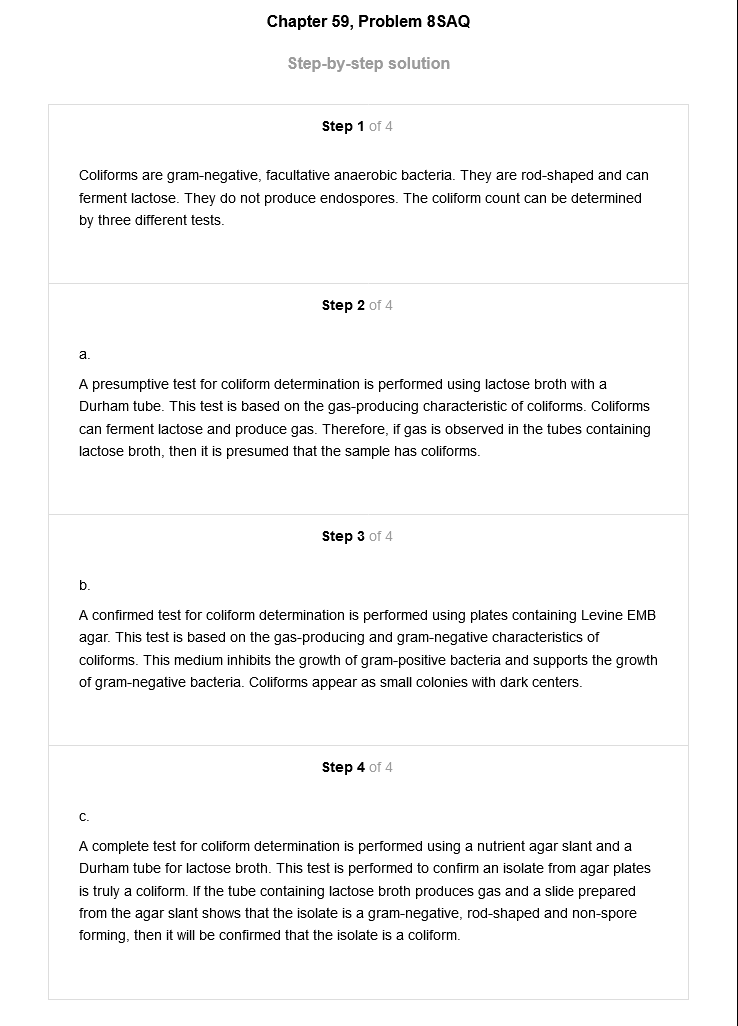 Chapter 59, Problem 8SAQ
Step-by-step solution
Step 1 of 4
Coliforms are gram-negative, facultative anaerobic bacteria. They are rod-shaped and can
ferment lactose. They do not produce endospores. The coliform count can be determined
by three different tests.
Step 2 of 4
a.
A presumptive test for coliform determination is performed using lactose broth with a
Durham tube. This test is based on the gas-producing characteristic of coliforms. Coliforms
can ferment lactose and produce gas. Therefore, if gas is observed in the tubes containing
lactose broth, then it is presumed that the sample has coliforms.
Step 3 of 4
b.
A confirmed test for coliform determination is performed using plates containing Levine EMB
agar. This test is based on the gas-producing and gram-negative characteristics of
coliforms. This medium inhibits the growth of gram-positive bacteria and supports the growth
of gram-negative bacteria. Coliforms appear as small colonies with dark centers.
Step 4 of 4
c.
A complete test for coliform determination is performed using a nutrient agar slant and a
Durham tube for lactose broth. This test is performed to confirm an isolate from agar plates
is truly a coliform. If the tube containing lactose broth produces gas and a slide prepared
from the agar slant shows that the isolate is a gram-negative, rod-shaped and non-spore
forming, then it will be confirmed that the isolate is a coliform.